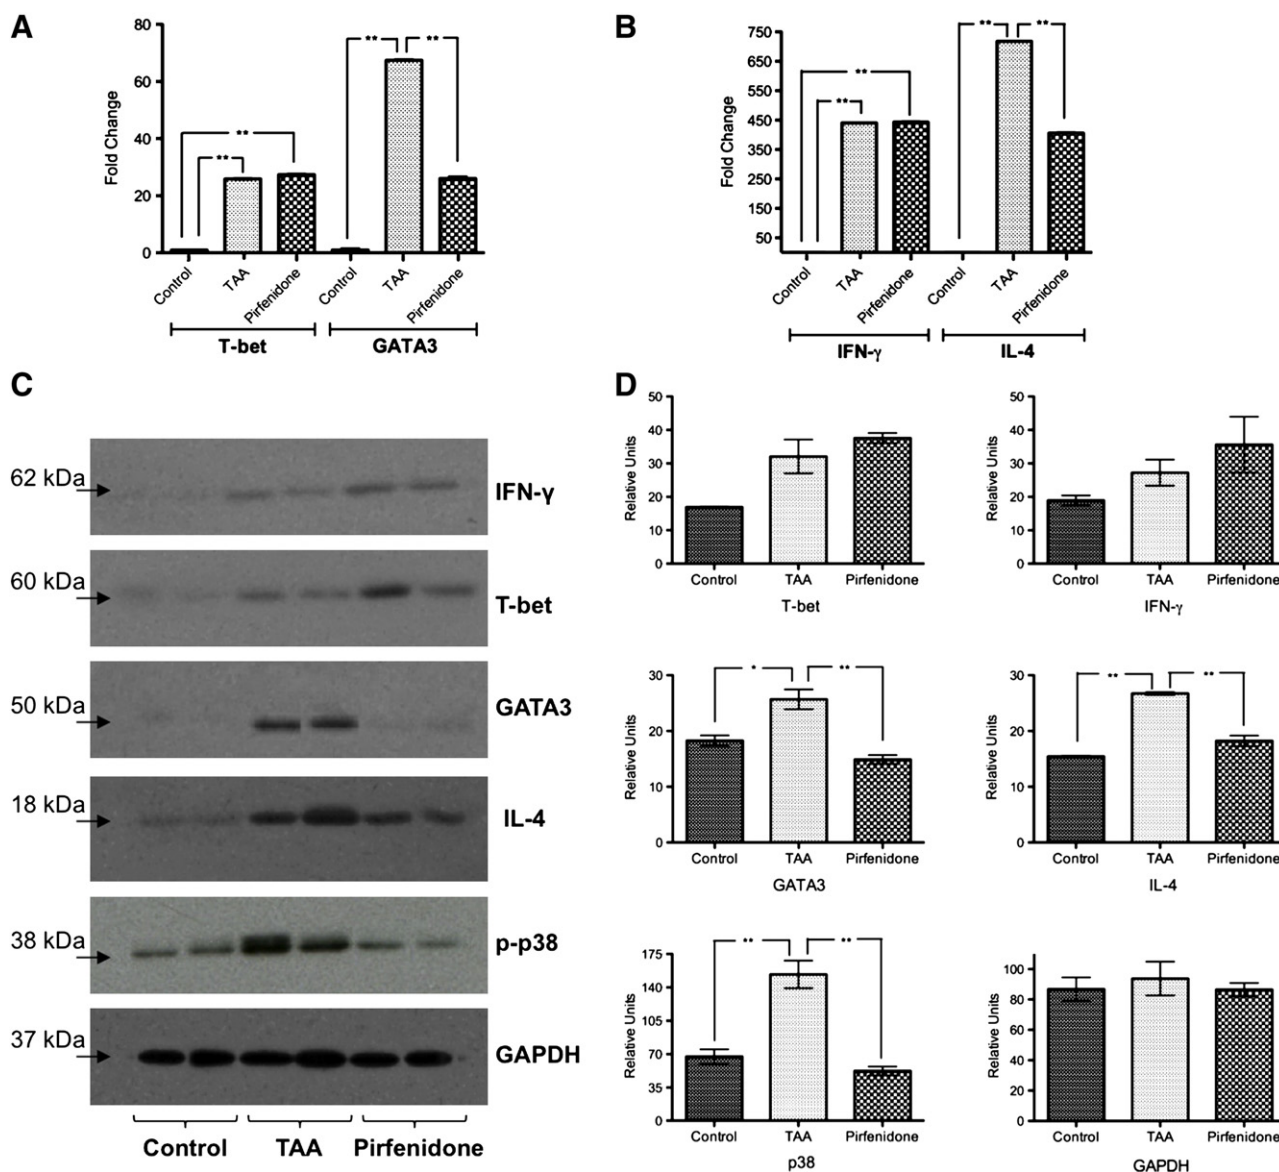 A
80
60
40
20
0
Fold Change
** ** ** **
Control TAA Pirfenidone Control TAA Pirfenidone
T-bet GATA3
B
750
650
550
450
350
250
150
50
Fold Change
** ** ** **
Control TAA Pirfenidone Control TAA Pirfenidone
IFN-γ IL-4
C
62 kDa IFN-γ
60 kDa T-bet
50 kDa GATA3
18 kDa IL-4
38 kDa p-p38
37 kDa GAPDH
Control TAA Pirfenidone
D
50
40
30
20
10
0
Relative Units
Control TAA Pirfenidone
T-bet
50
40
30
20
10
0
Relative Units
Control TAA Pirfenidone
IFN-γ
30
20
10
0
Relative Units
* **
Control TAA Pirfenidone
GATA3
30
20
10
0
Relative Units
** **
Control TAA Pirfenidone
IL-4
175
140
105
70
35
0
Relative Units
** **
Control TAA Pirfenidone
p38
100
80
60
40
20
0
Relative Units
Control TAA Pirfenidone
GAPDH